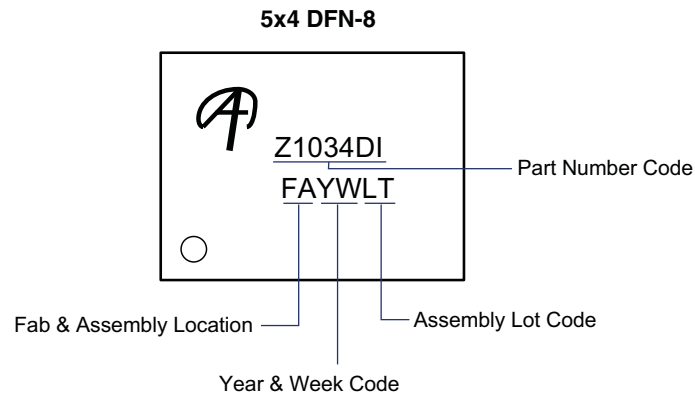 5x4 DFN-8
Z1034DI
Part Number Code
FAYWLT
Fab & Assembly Location
Assembly Lot Code
Year & Week Code